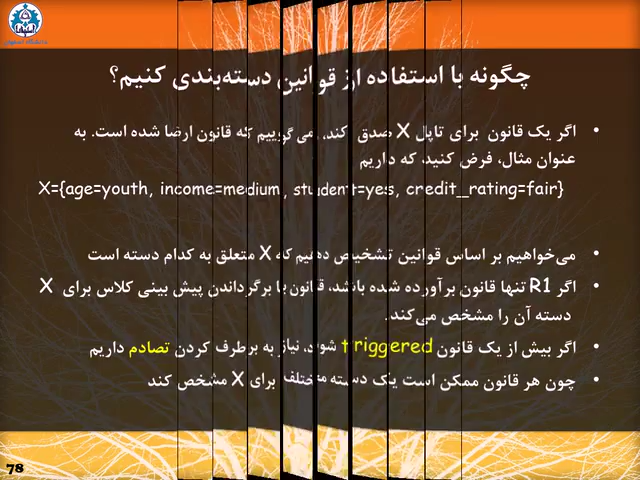 دانشگاه اصفهان
چگونه با استفاده از قوانین دسته‌بندی کنیم؟
اگر یک قانون برای تاپل X صدق کند، می‌گوییم که قانون ارضا شده است. به
عنوان مثال، فرض کنید که داریم
X={age=youth, income=medium, student=yes, credit_rating=fair}
می‌خواهیم بر اساس قوانین تشخیص دهیم که X متعلق به کدام دسته است
اگر R1 تنها قانون برآورده شده باشد، قانون با برگرداندن پیش بینی کلاس برای X
دسته آن را مشخص می‌کند.
اگر بیش از یک قانون triggered شود، نیاز به برطرف کردن تصادم داریم
چون هر قانون ممکن است یک دسته مختلف برای X مشخص کند
78